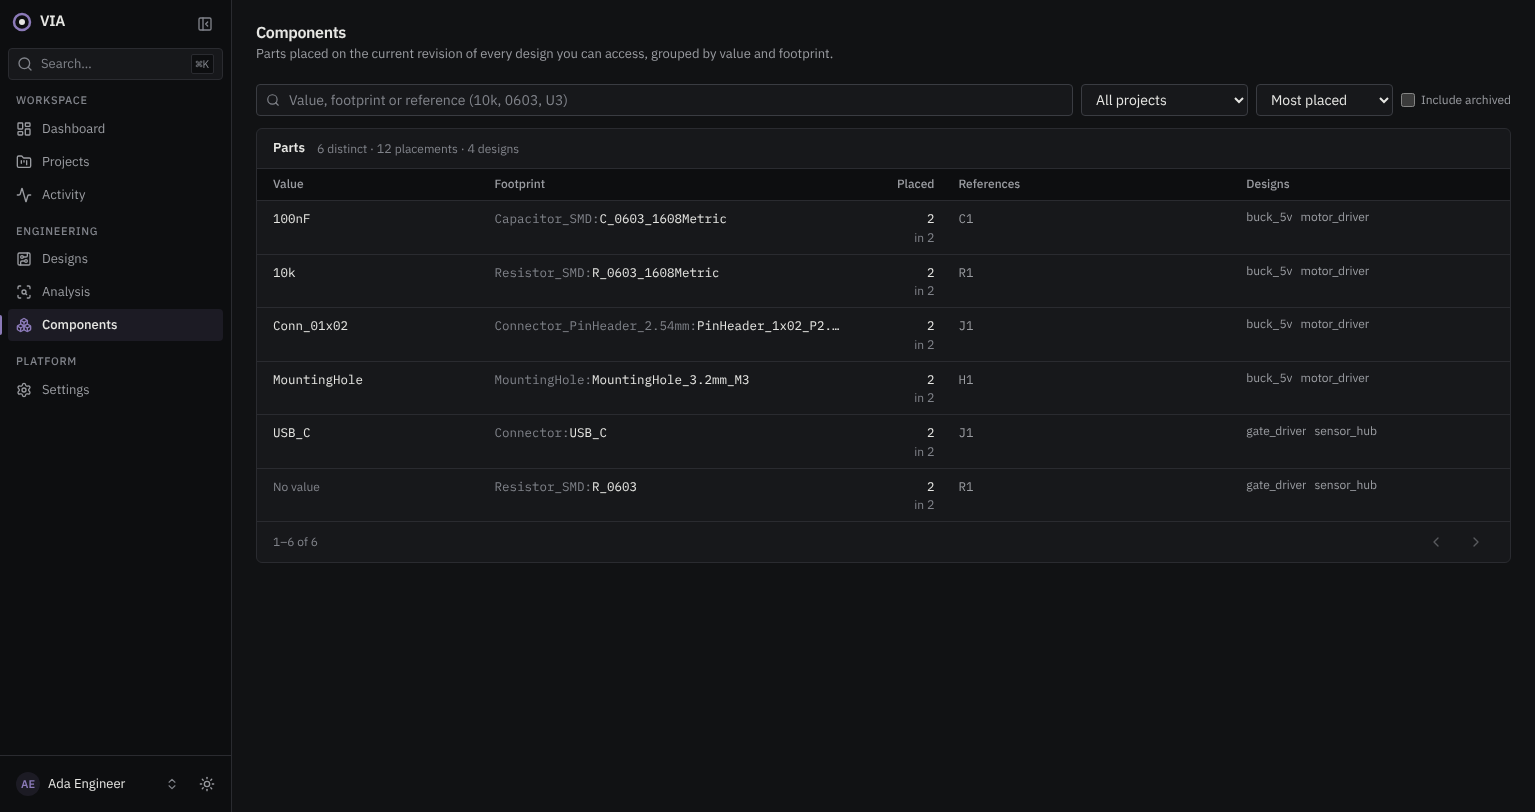 VIA
Search...
⌘K
WORKSPACE
Dashboard
Projects
Activity
ENGINEERING
Designs
Analysis
Components
PLATFORM
Settings
AE Ada Engineer
Components
Parts placed on the current revision of every design you can access, grouped by value and footprint.
Value, footprint or reference (10k, 0603, U3)
All projects
Most placed
Include archived
Parts 6 distinct · 12 placements · 4 designs
Value Footprint Placed References Designs
100nF Capacitor_SMD:C_0603_1608Metric 2 C1 buck_5v motor_driver
in 2
10k Resistor_SMD:R_0603_1608Metric 2 R1 buck_5v motor_driver
in 2
Conn_01x02 Connector_PinHeader_2.54mm:PinHeader_1x02_P2.… 2 J1 buck_5v motor_driver
in 2
MountingHole MountingHole:MountingHole_3.2mm_M3 2 H1 buck_5v motor_driver
in 2
USB_C Connector:USB_C 2 J1 gate_driver sensor_hub
in 2
No value Resistor_SMD:R_0603 2 R1 gate_driver sensor_hub
in 2
1–6 of 6